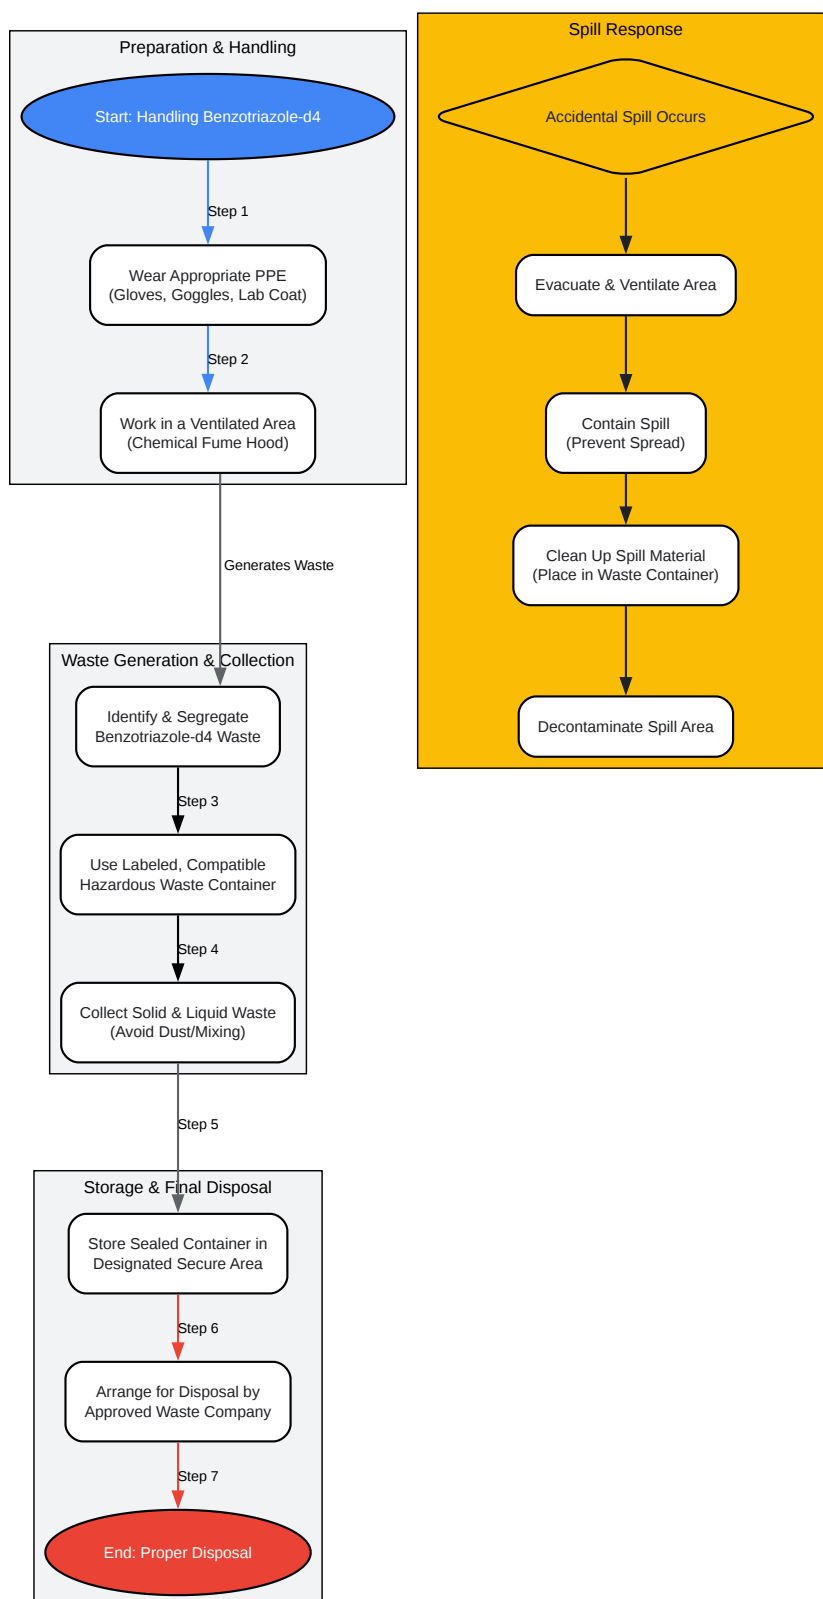 Preparation & Handling
Start: Handling Benzotriazole-d4
Step 1
Wear Appropriate PPE
(Gloves, Goggles, Lab Coat)
Step 2
Work in a Ventilated Area
(Chemical Fume Hood)
Generates Waste
Waste Generation & Collection
Identify & Segregate
Benzotriazole-d4 Waste
Step 3
Use Labeled, Compatible
Hazardous Waste Container
Step 4
Collect Solid & Liquid Waste
(Avoid Dust/Mixing)
Step 5
Storage & Final Disposal
Store Sealed Container in
Designated Secure Area
Step 6
Arrange for Disposal by
Approved Waste Company
Step 7
End: Proper Disposal
Spill Response
Accidental Spill Occurs
Evacuate & Ventilate Area
Contain Spill
(Prevent Spread)
Clean Up Spill Material
(Place in Waste Container)
Decontaminate Spill Area